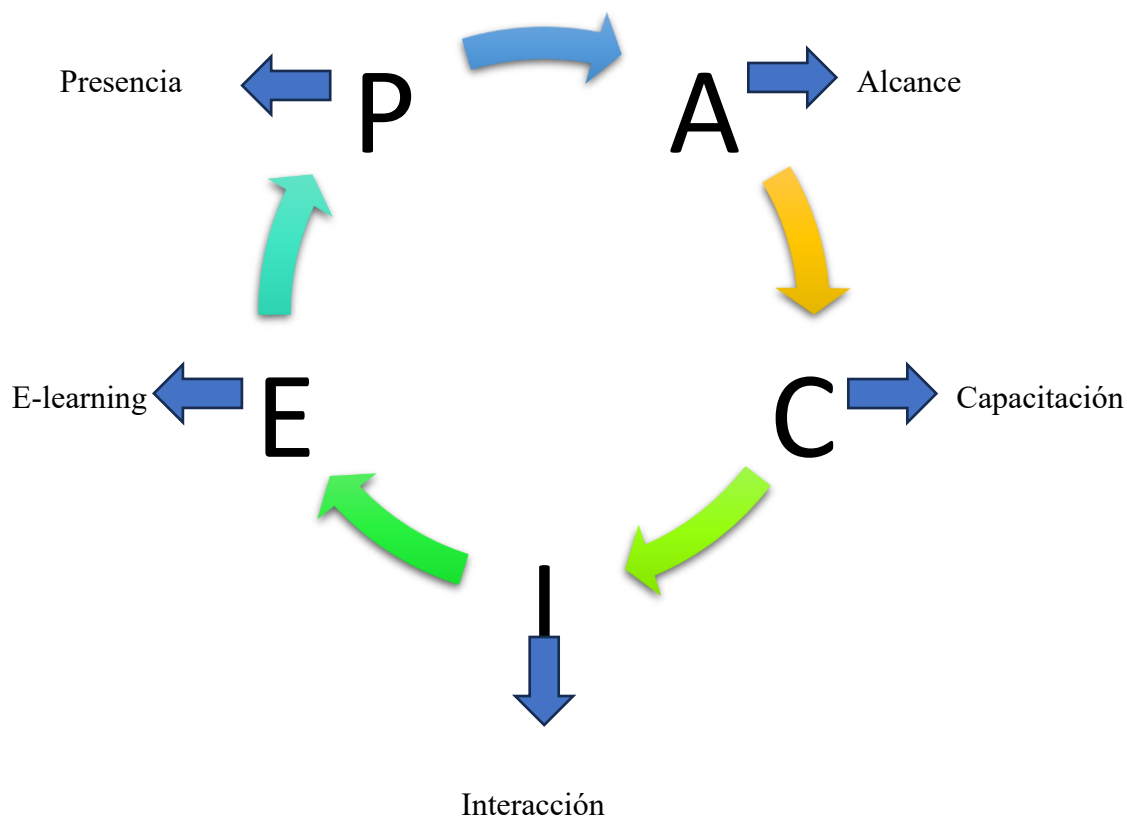 Presencia
P
A
Alcance
E-learning
E
C
Capacitación
I
Interacción